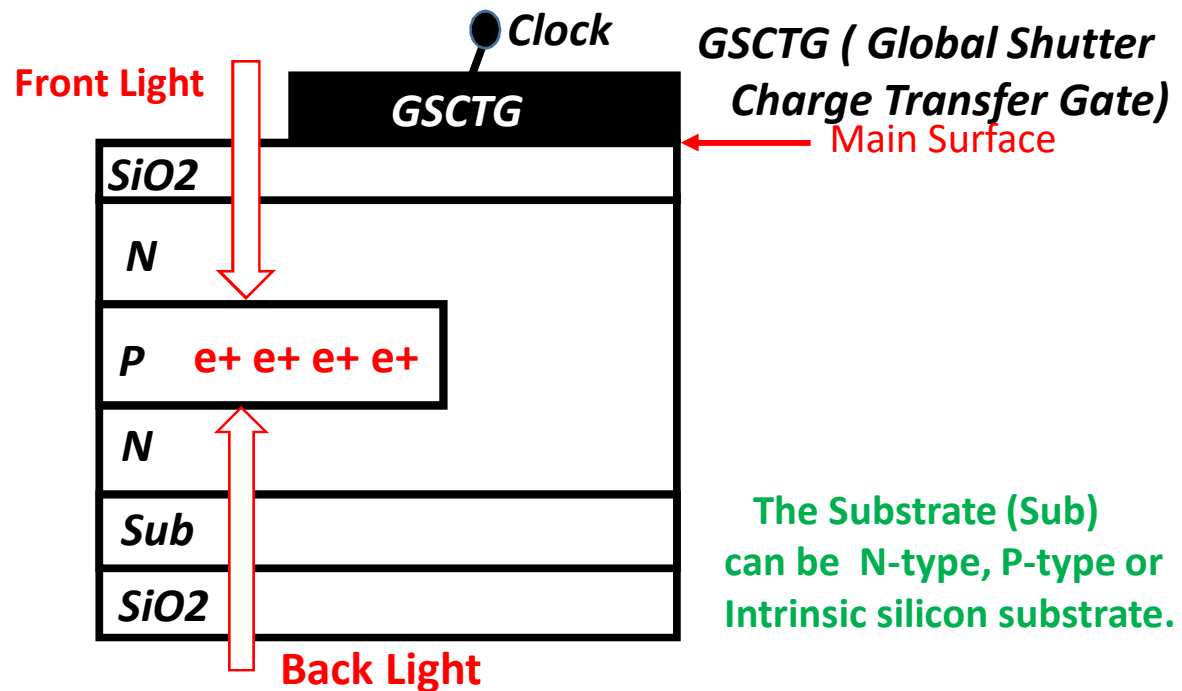 Clock
GSCTG ( Global Shutter
Charge Transfer Gate)
Front Light
GSCTG
Main Surface
SiO2
N
P e+ e+ e+ e+
N
Sub
SiO2
The Substrate (Sub)
can be N-type, P-type or
Intrinsic silicon substrate.
Back Light